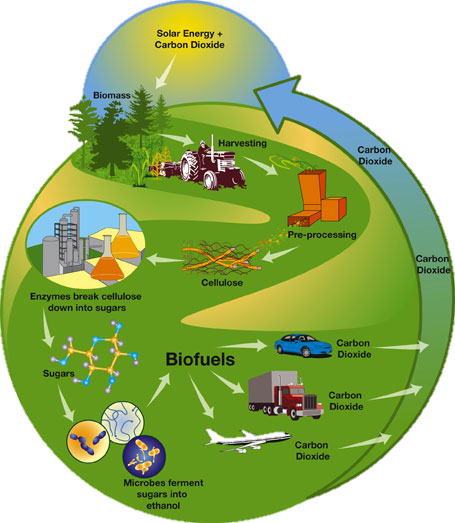 Solar Energy +
Carbon Dioxide
Biomass
Harvesting
Carbon
Dioxide
Pre-processing
Cellulose
Carbon
Dioxide
Enzymes break cellulose
down into sugars
Sugars
Biofuels
Carbon
Dioxide
Carbon
Dioxide
Carbon
Dioxide
Microbes ferment
sugars into
ethanol